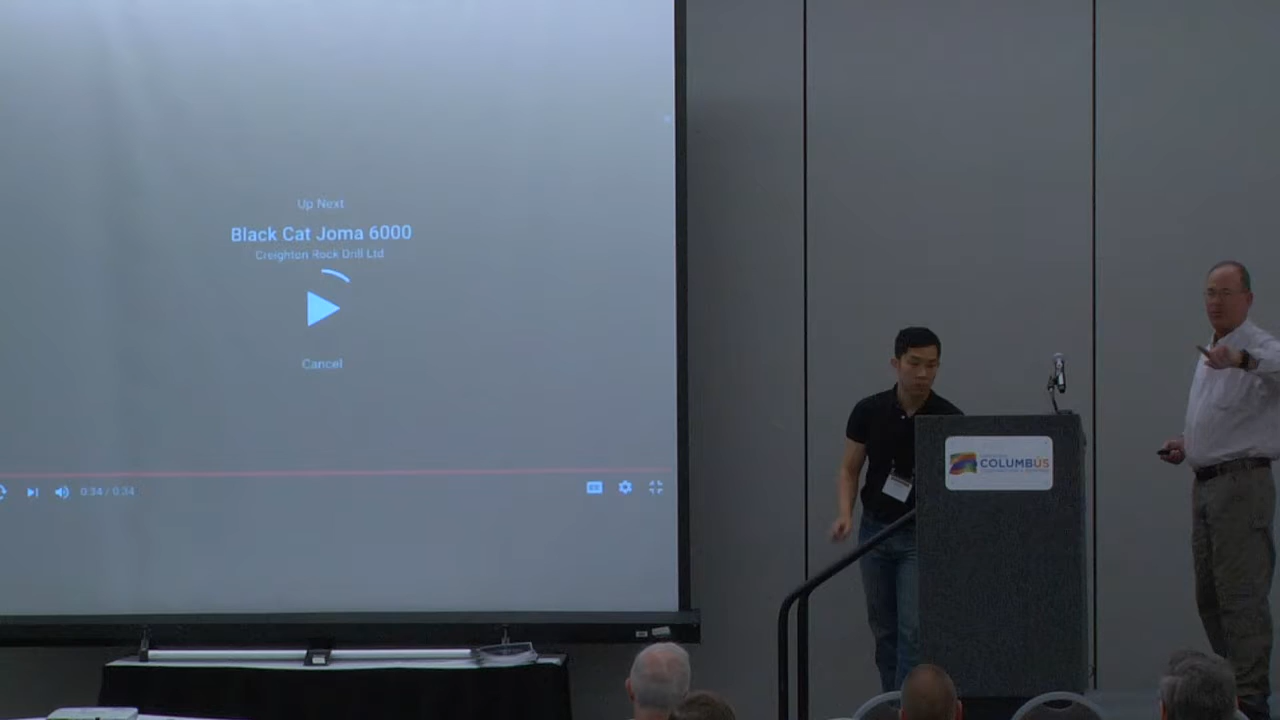 Up Next
Black Cat Joma 6000
Creighton Rock Drill Ltd
Cancel
0:34 / 0:34
COLUMBUS